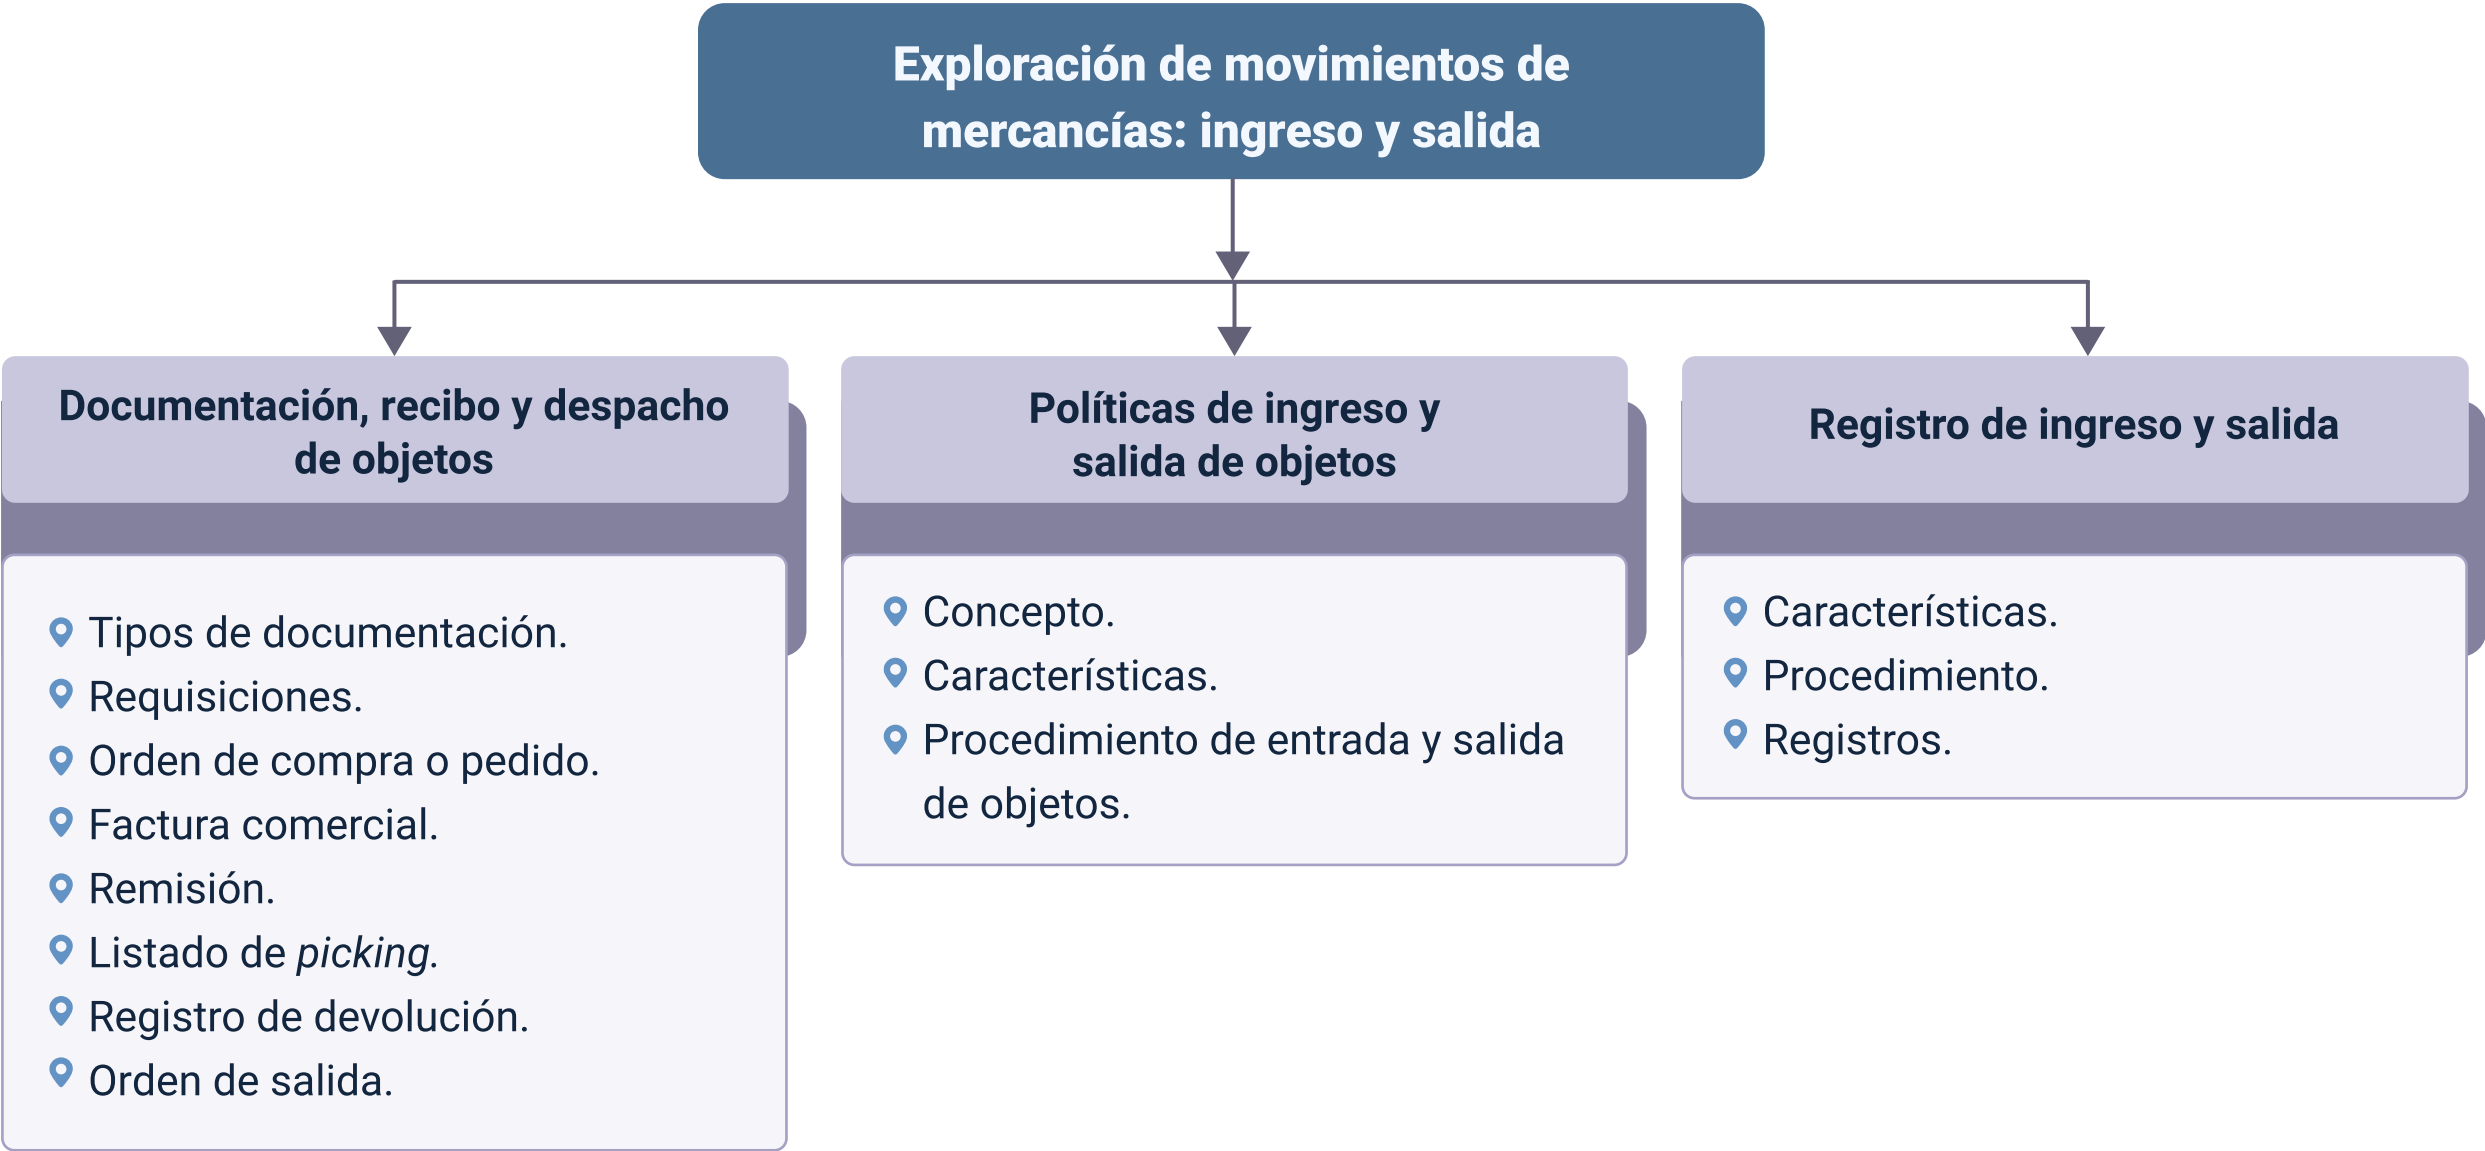 Exploración de movimientos de
mercancías: ingreso y salida
Documentación, recibo y despacho
de objetos
Tipos de documentación.
Requisiciones.
Orden de compra o pedido.
Factura comercial.
Remisión.
Listado de picking.
Registro de devolución.
Orden de salida.
Políticas de ingreso y
salida de objetos
Concepto.
Características.
Procedimiento de entrada y salida
de objetos.
Registro de ingreso y salida
Características.
Procedimiento.
Registros.